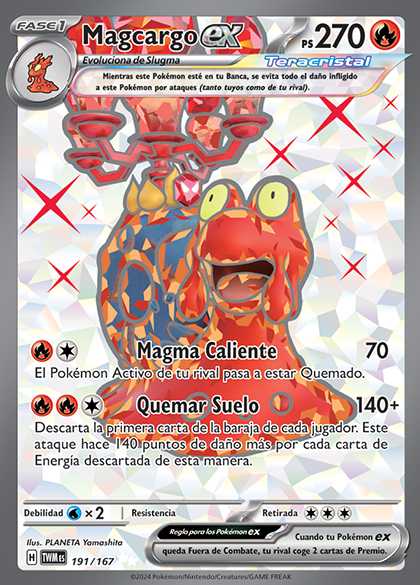 FASE 1
Magcargo ex
PS 270
Evoluciona de Slugma
Teracristal
Mientras este Pokémon esté en tu Banca, se evita todo el daño infligido
a este Pokémon por ataques (tanto tuyos como de tu rival).
Magma Caliente 70
El Pokémon Activo de tu rival pasa a estar Quemado.
Quemar Suelo 140+
Descarta la primera carta de la baraja de cada jugador. Este
ataque hace 140 puntos de daño más por cada carta de
Energía descartada de esta manera.
Debilidad ×2 Resistencia Retirada
Ilus. PLANETA Yamashita
Regla para los Pokémon ex
Cuando tu Pokémon ex
queda Fuera de Combate, tu rival coge 2 cartas de Premio.
H TWM ES 191/167
©2024 Pokémon/Nintendo/Creatures/GAME FREAK